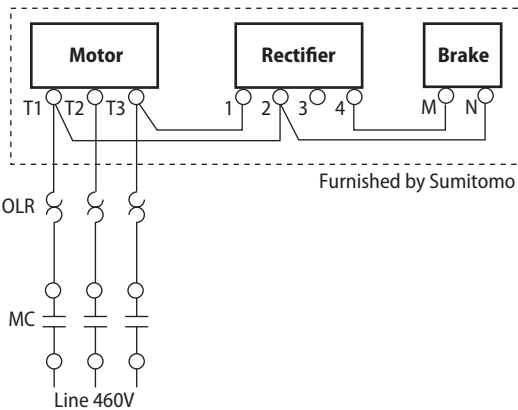 Motor Rectifier Brake
T1 T2 T3 1 2 3 4 M N
Furnished by Sumitomo
OLR
MC
Line 460V